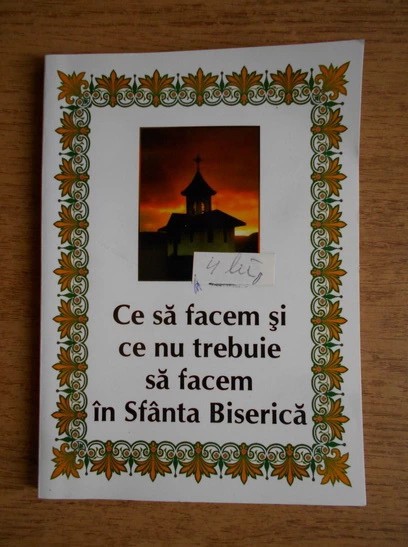 4 lei
Ce să facem şi
ce nu trebuie
să facem
în Sfânta Biserică